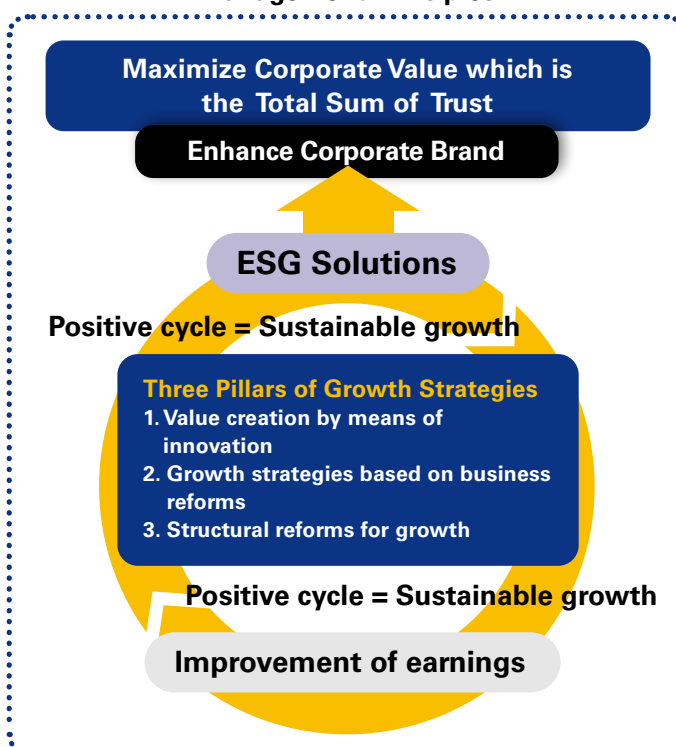 Maximize Corporate Value which is
the Total Sum of Trust
Enhance Corporate Brand
ESG Solutions
Positive cycle = Sustainable growth
Three Pillars of Growth Strategies
1. Value creation by means of
innovation
2. Growth strategies based on business
reforms
3. Structural reforms for growth
Positive cycle = Sustainable growth
Improvement of earnings